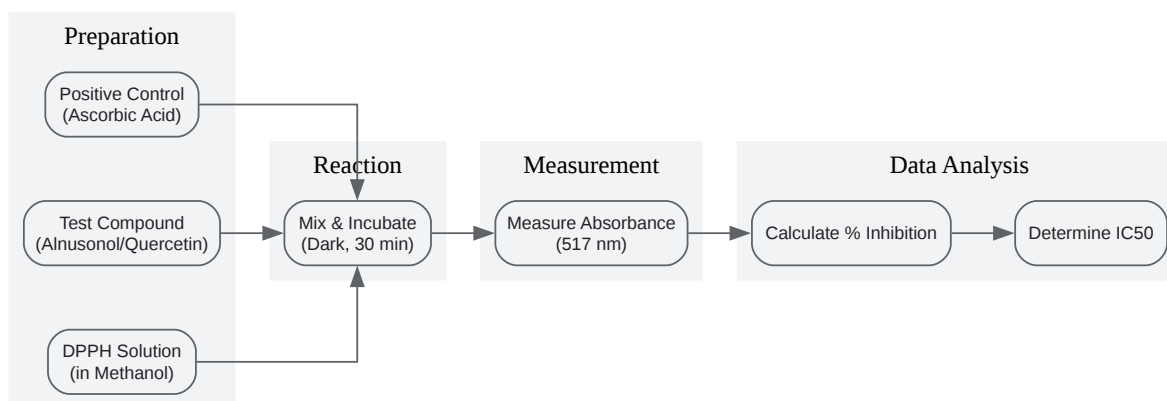 Preparation
Positive Control
(Ascorbic Acid)
Test Compound
(Alnusonol/Quercetin)
DPPH Solution
(in Methanol)
Reaction
Mix & Incubate
(Dark, 30 min)
Measurement
Measure Absorbance
(517 nm)
Data Analysis
Calculate % Inhibition
Determine IC50